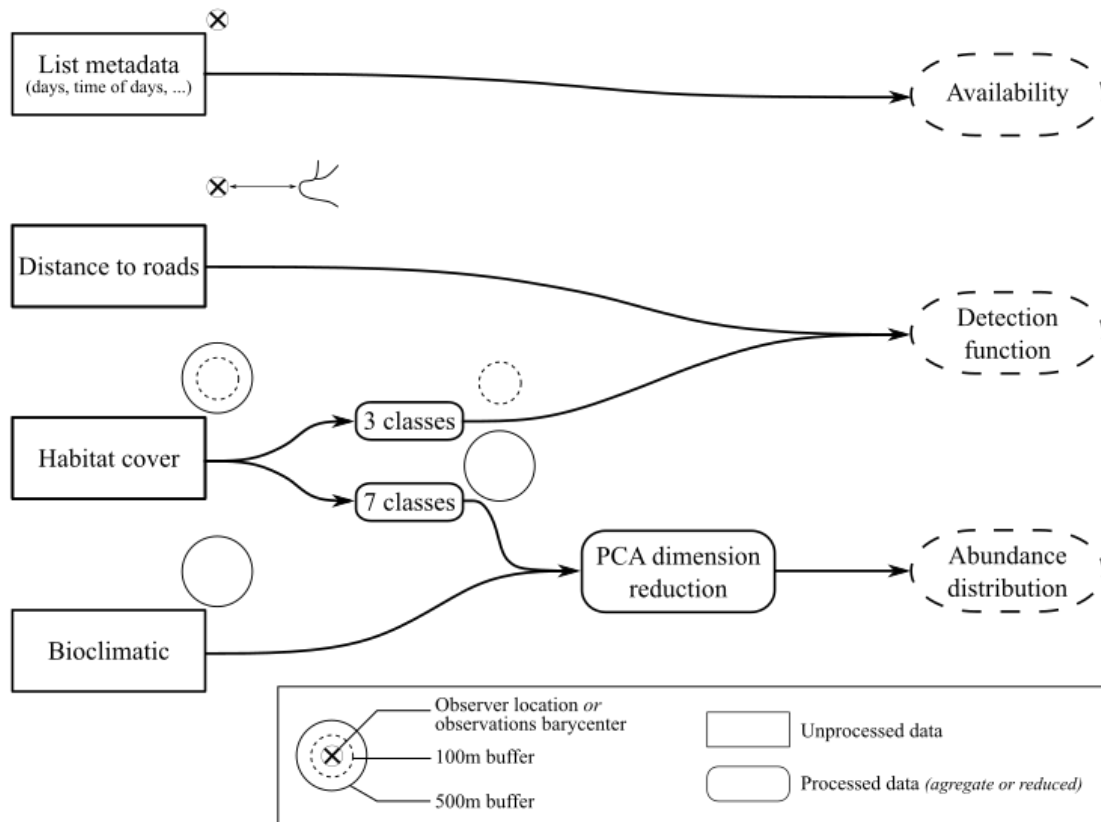 List metadata
(days, time of days, ...)
Availability
Distance to roads
Detection
function
3 classes
Habitat cover
7 classes
PCA dimension
reduction
Abundance
distribution
Bioclimatic
Observer location or
observations barycenter
100m buffer
500m buffer
Unprocessed data
Processed data (agregate or reduced)